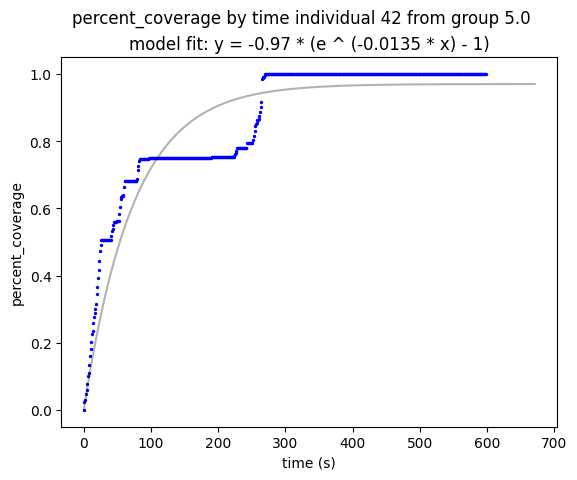 percent_coverage by time individual 42 from group 5.0
model fit: y = -0.97 * (e ^ (-0.0135 * x) - 1)
1.0
0.8
0.6
0.4
0.2
0.0
percent_coverage
0 100 200 300 400 500 600 700
time (s)